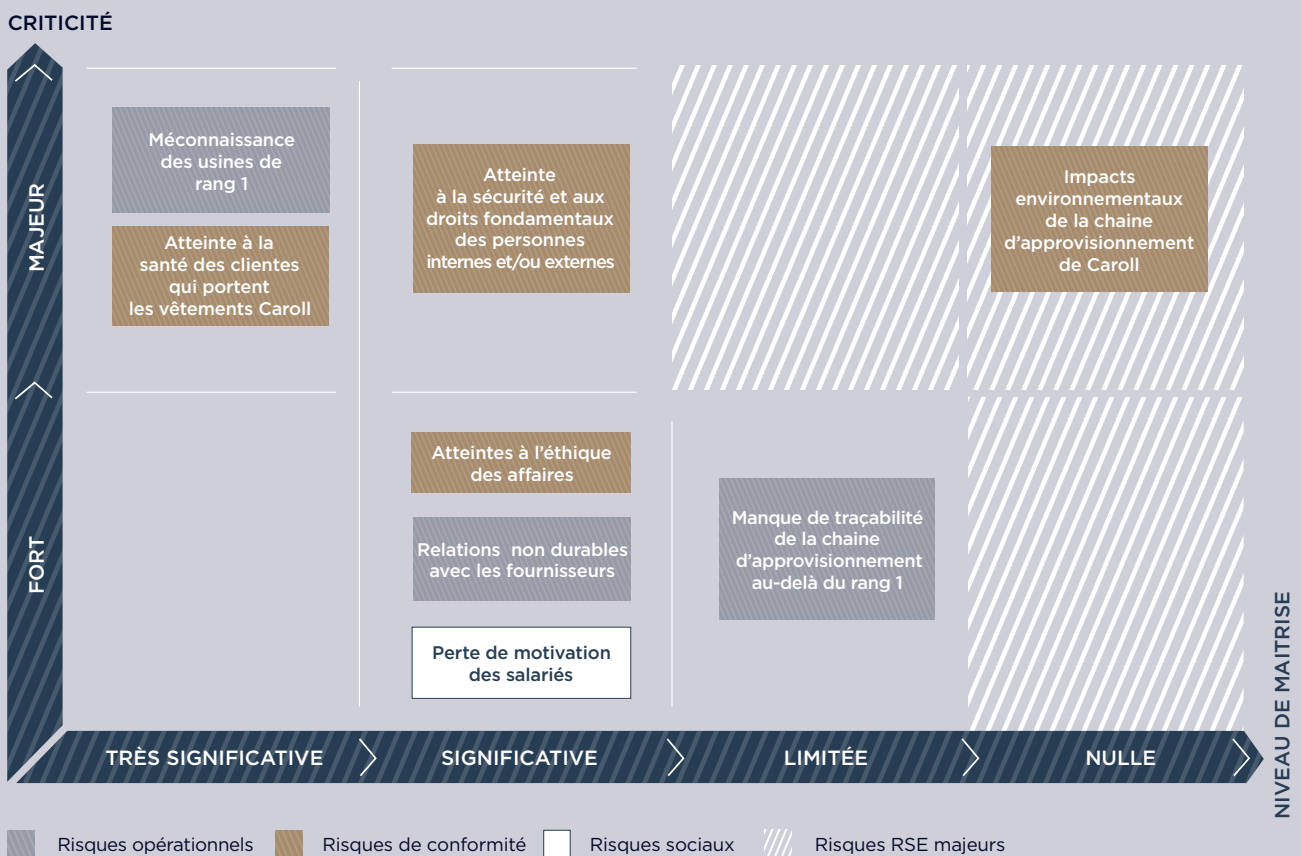 CRITICITÉ
MAJEUR
Méconnaissance
des usines de
rang 1
Atteinte à la
santé des clientes
qui portent
les vêtements Caroll
Atteinte
à la sécurité et aux
droits fondamentaux
des personnes
internes et/ou externes
Impacts
environnementaux
de la chaine
d'approvisionnement
de Caroll
FORT
Atteintes à l'éthique
des affaires
Relations non durables
avec les fournisseurs
Perte de motivation
des salariés
Manque de traçabilité
de la chaine
d'approvisionnement
au-delà du rang 1
TRÈS SIGNIFICATIVE
SIGNIFICATIVE
LIMITÉE
NULLE
NIVEAU DE MAITRISE
Risques opérationnels
Risques de conformité
Risques sociaux
Risques RSE majeurs